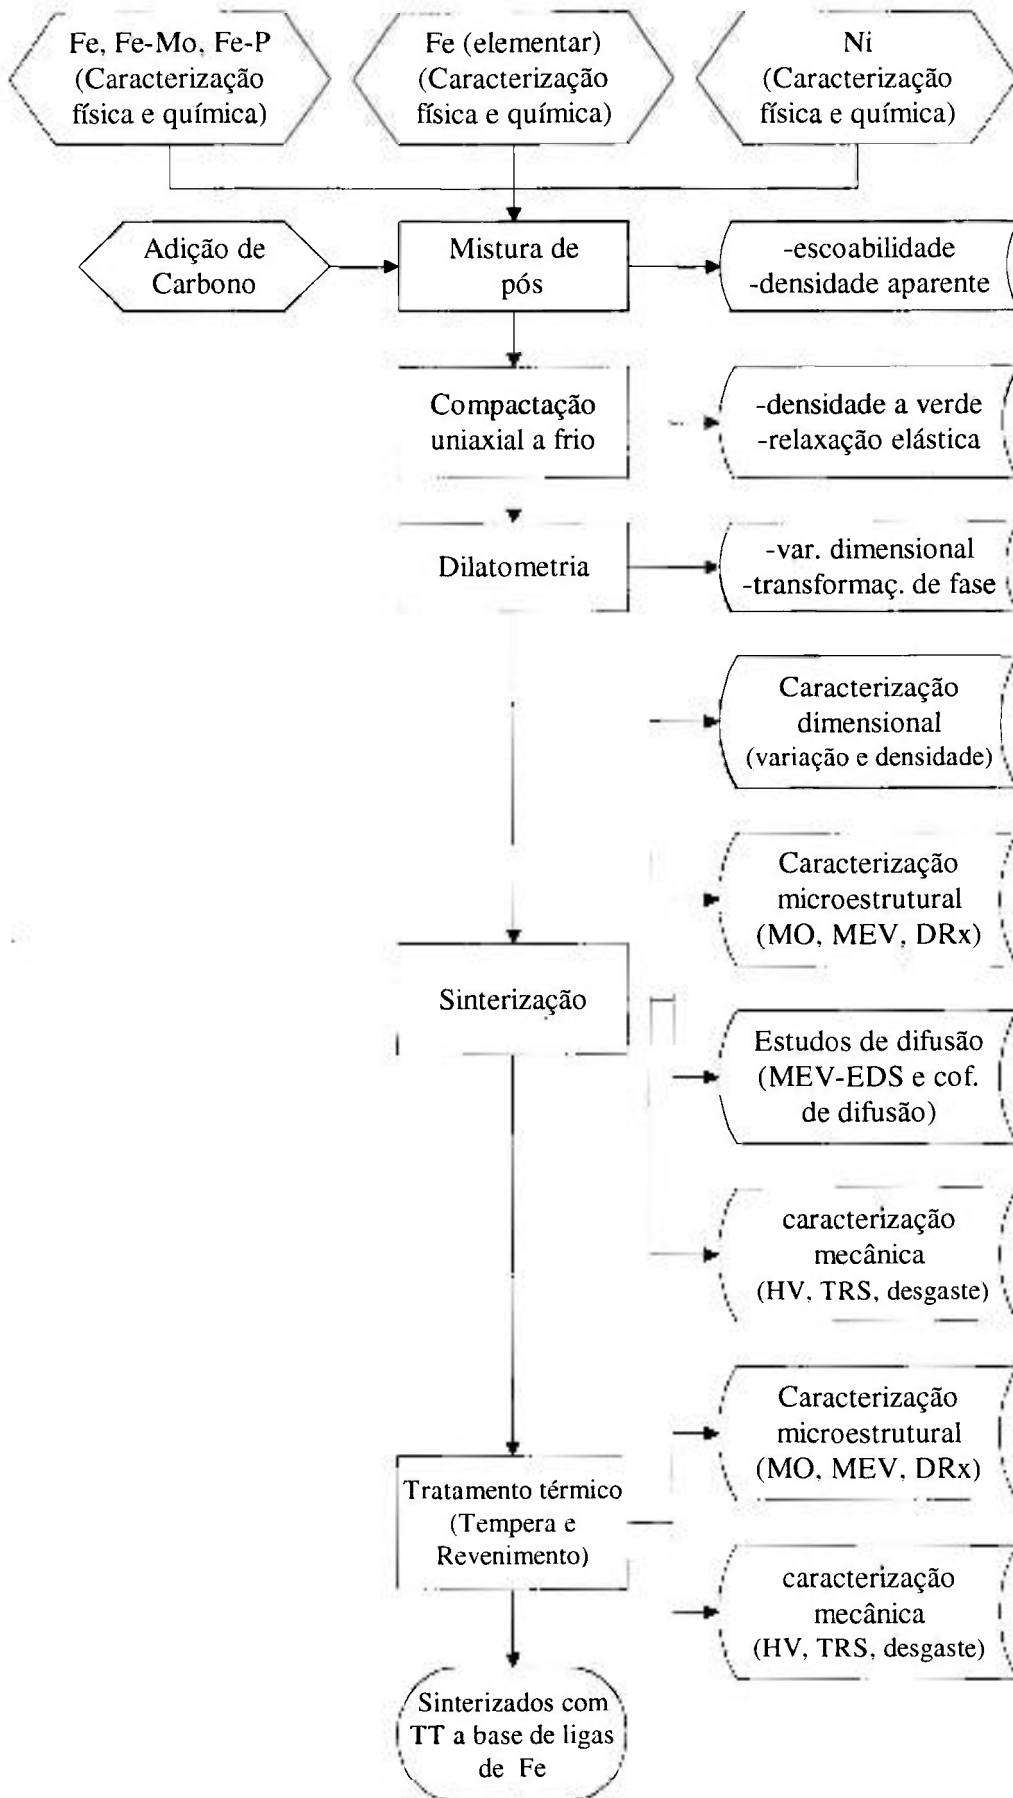 Fe, Fe-Mo, Fe-P
(Caracterização
física e química)
Fe (elementar)
(Caracterização
física e química)
Ni
(Caracterização
física e química)
Adição de
Carbono
Mistura de
pós
-escoabilidade
-densidade aparente
Compactação
uniaxial a frio
-densidade a verde
-relaxação elástica
Dilatometria
-var. dimensional
-transformaç. de fase
Caracterização
dimensional
(variação e densidade)
Caracterização
microestrutural
(MO, MEV, DRx)
Sinterização
Estudos de difusão
(MEV-EDS e cof.
de difusão)
caracterização
mecânica
(HV, TRS, desgaste)
Caracterização
microestrutural
(MO, MEV, DRx)
Tratamento térmico
(Tempera e
Revenimento)
caracterização
mecânica
(HV, TRS, desgaste)
Sinterizados com
TT a base de ligas
de Fe